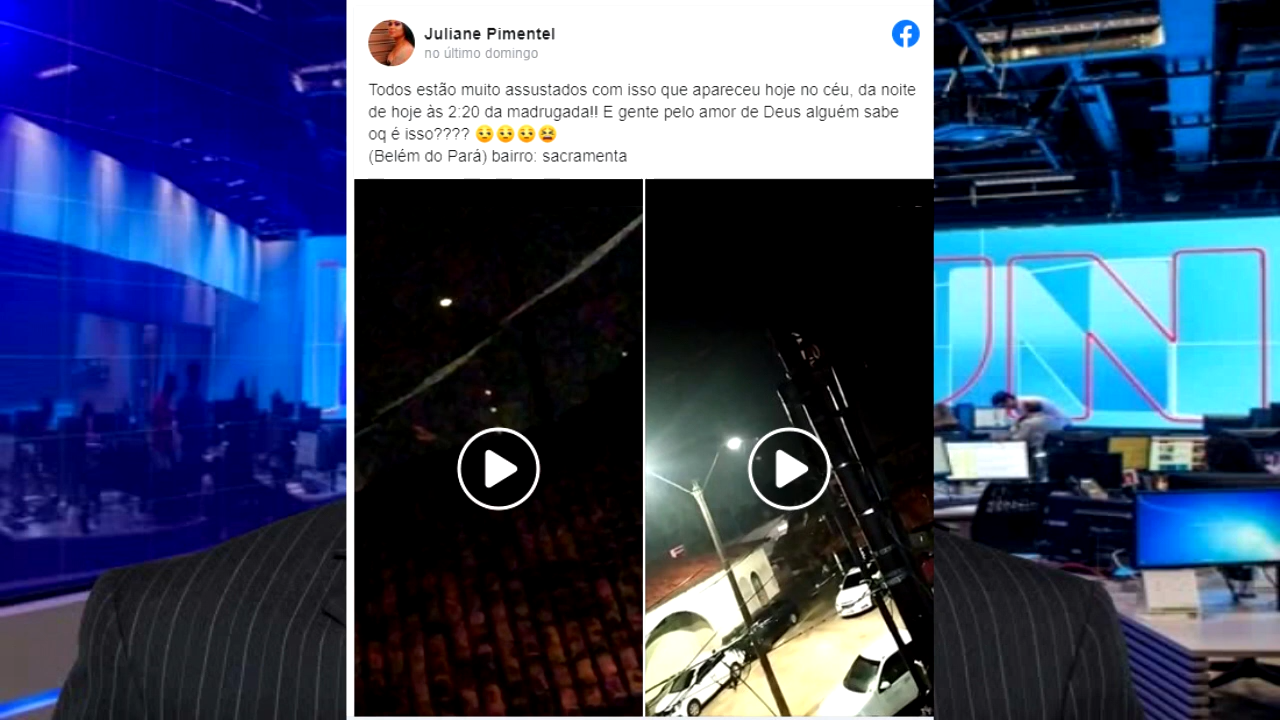 Juliane Pimentel
no último domingo
Todos estão muito assustados com isso que apareceu hoje no céu, da noite
de hoje às 2:20 da madrugada!! E gente pelo amor de Deus alguém sabe
oq é isso???? 😒😒😒😫
(Belém do Pará) bairro: sacramenta
JN